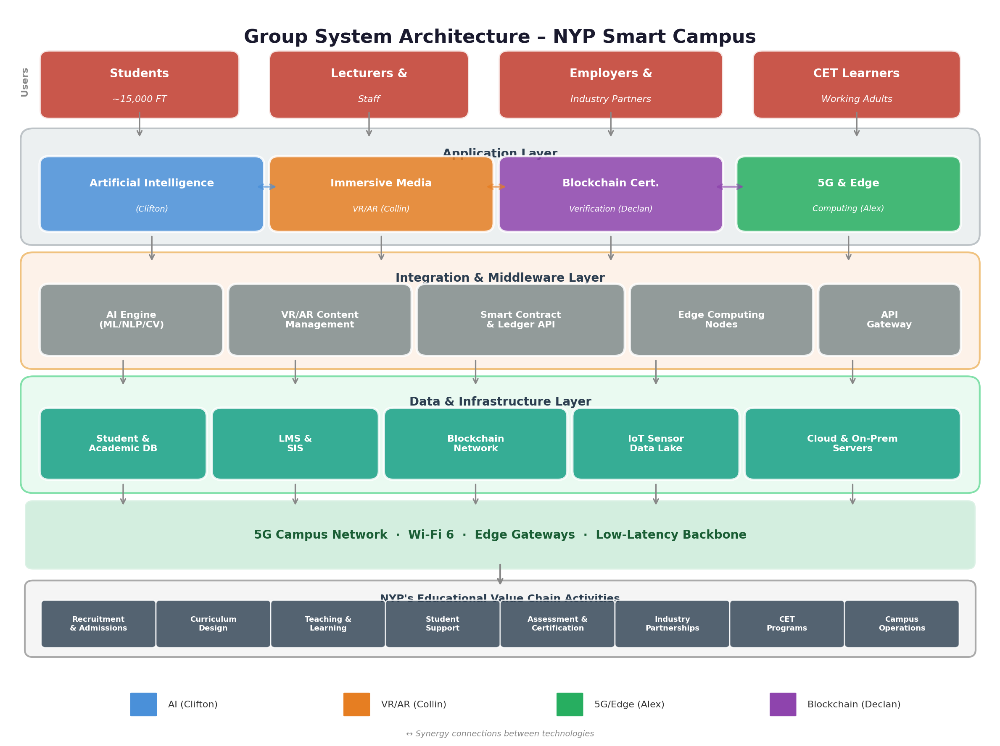 Group System Architecture – NYP Smart Campus
Users
Students
~15,000 FT
Lecturers &
Staff
Employers &
Industry Partners
CET Learners
Working Adults
Application Layer
Artificial Intelligence
(Clifton)
Immersive Media
VR/AR (Collin)
Blockchain Cert.
Verification (Declan)
5G & Edge
Computing (Alex)
Integration & Middleware Layer
AI Engine
(ML/NLP/CV)
VR/AR Content
Management
Smart Contract
& Ledger API
Edge Computing
Nodes
API
Gateway
Data & Infrastructure Layer
Student &
Academic DB
LMS &
SIS
Blockchain
Network
IoT Sensor
Data Lake
Cloud & On-Prem
Servers
5G Campus Network · Wi-Fi 6 · Edge Gateways · Low-Latency Backbone
NYP's Educational Value Chain Activities
Recruitment
& Admissions
Curriculum
Design
Teaching &
Learning
Student
Support
Assessment &
Certification
Industry
Partnerships
CET
Programs
Campus
Operations
AI (Clifton)
VR/AR (Collin)
5G/Edge (Alex)
Blockchain (Declan)
↔ Synergy connections between technologies